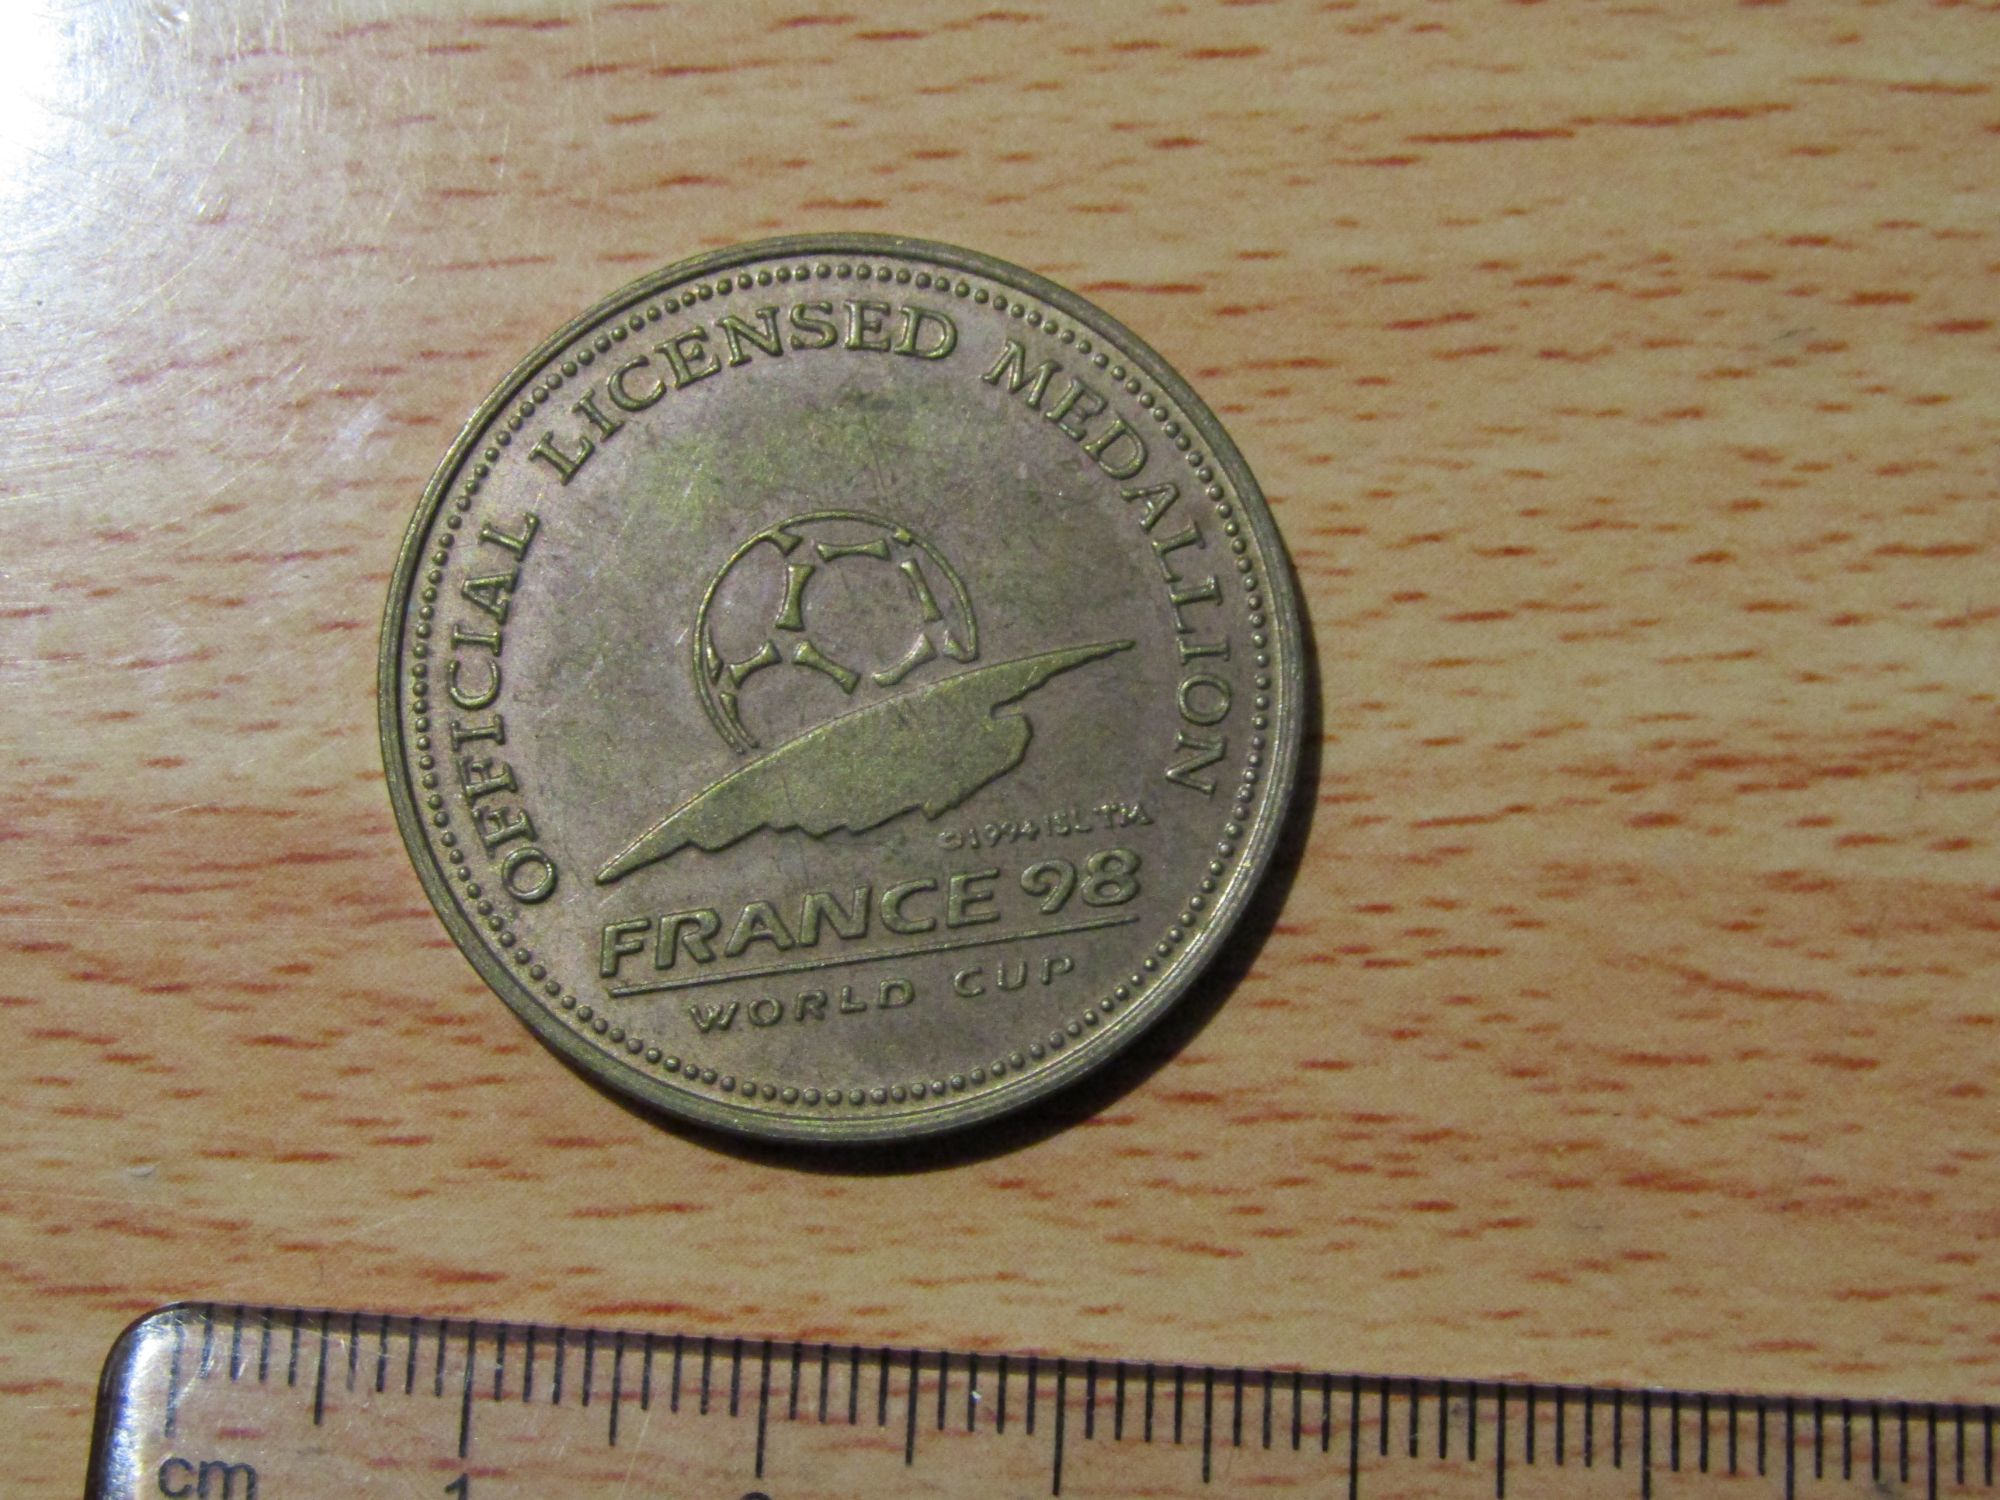 OFFICIAL LICENSED MEDALLION
©1994 ISL TM
FRANCE 98
WORLD CUP
cm
1